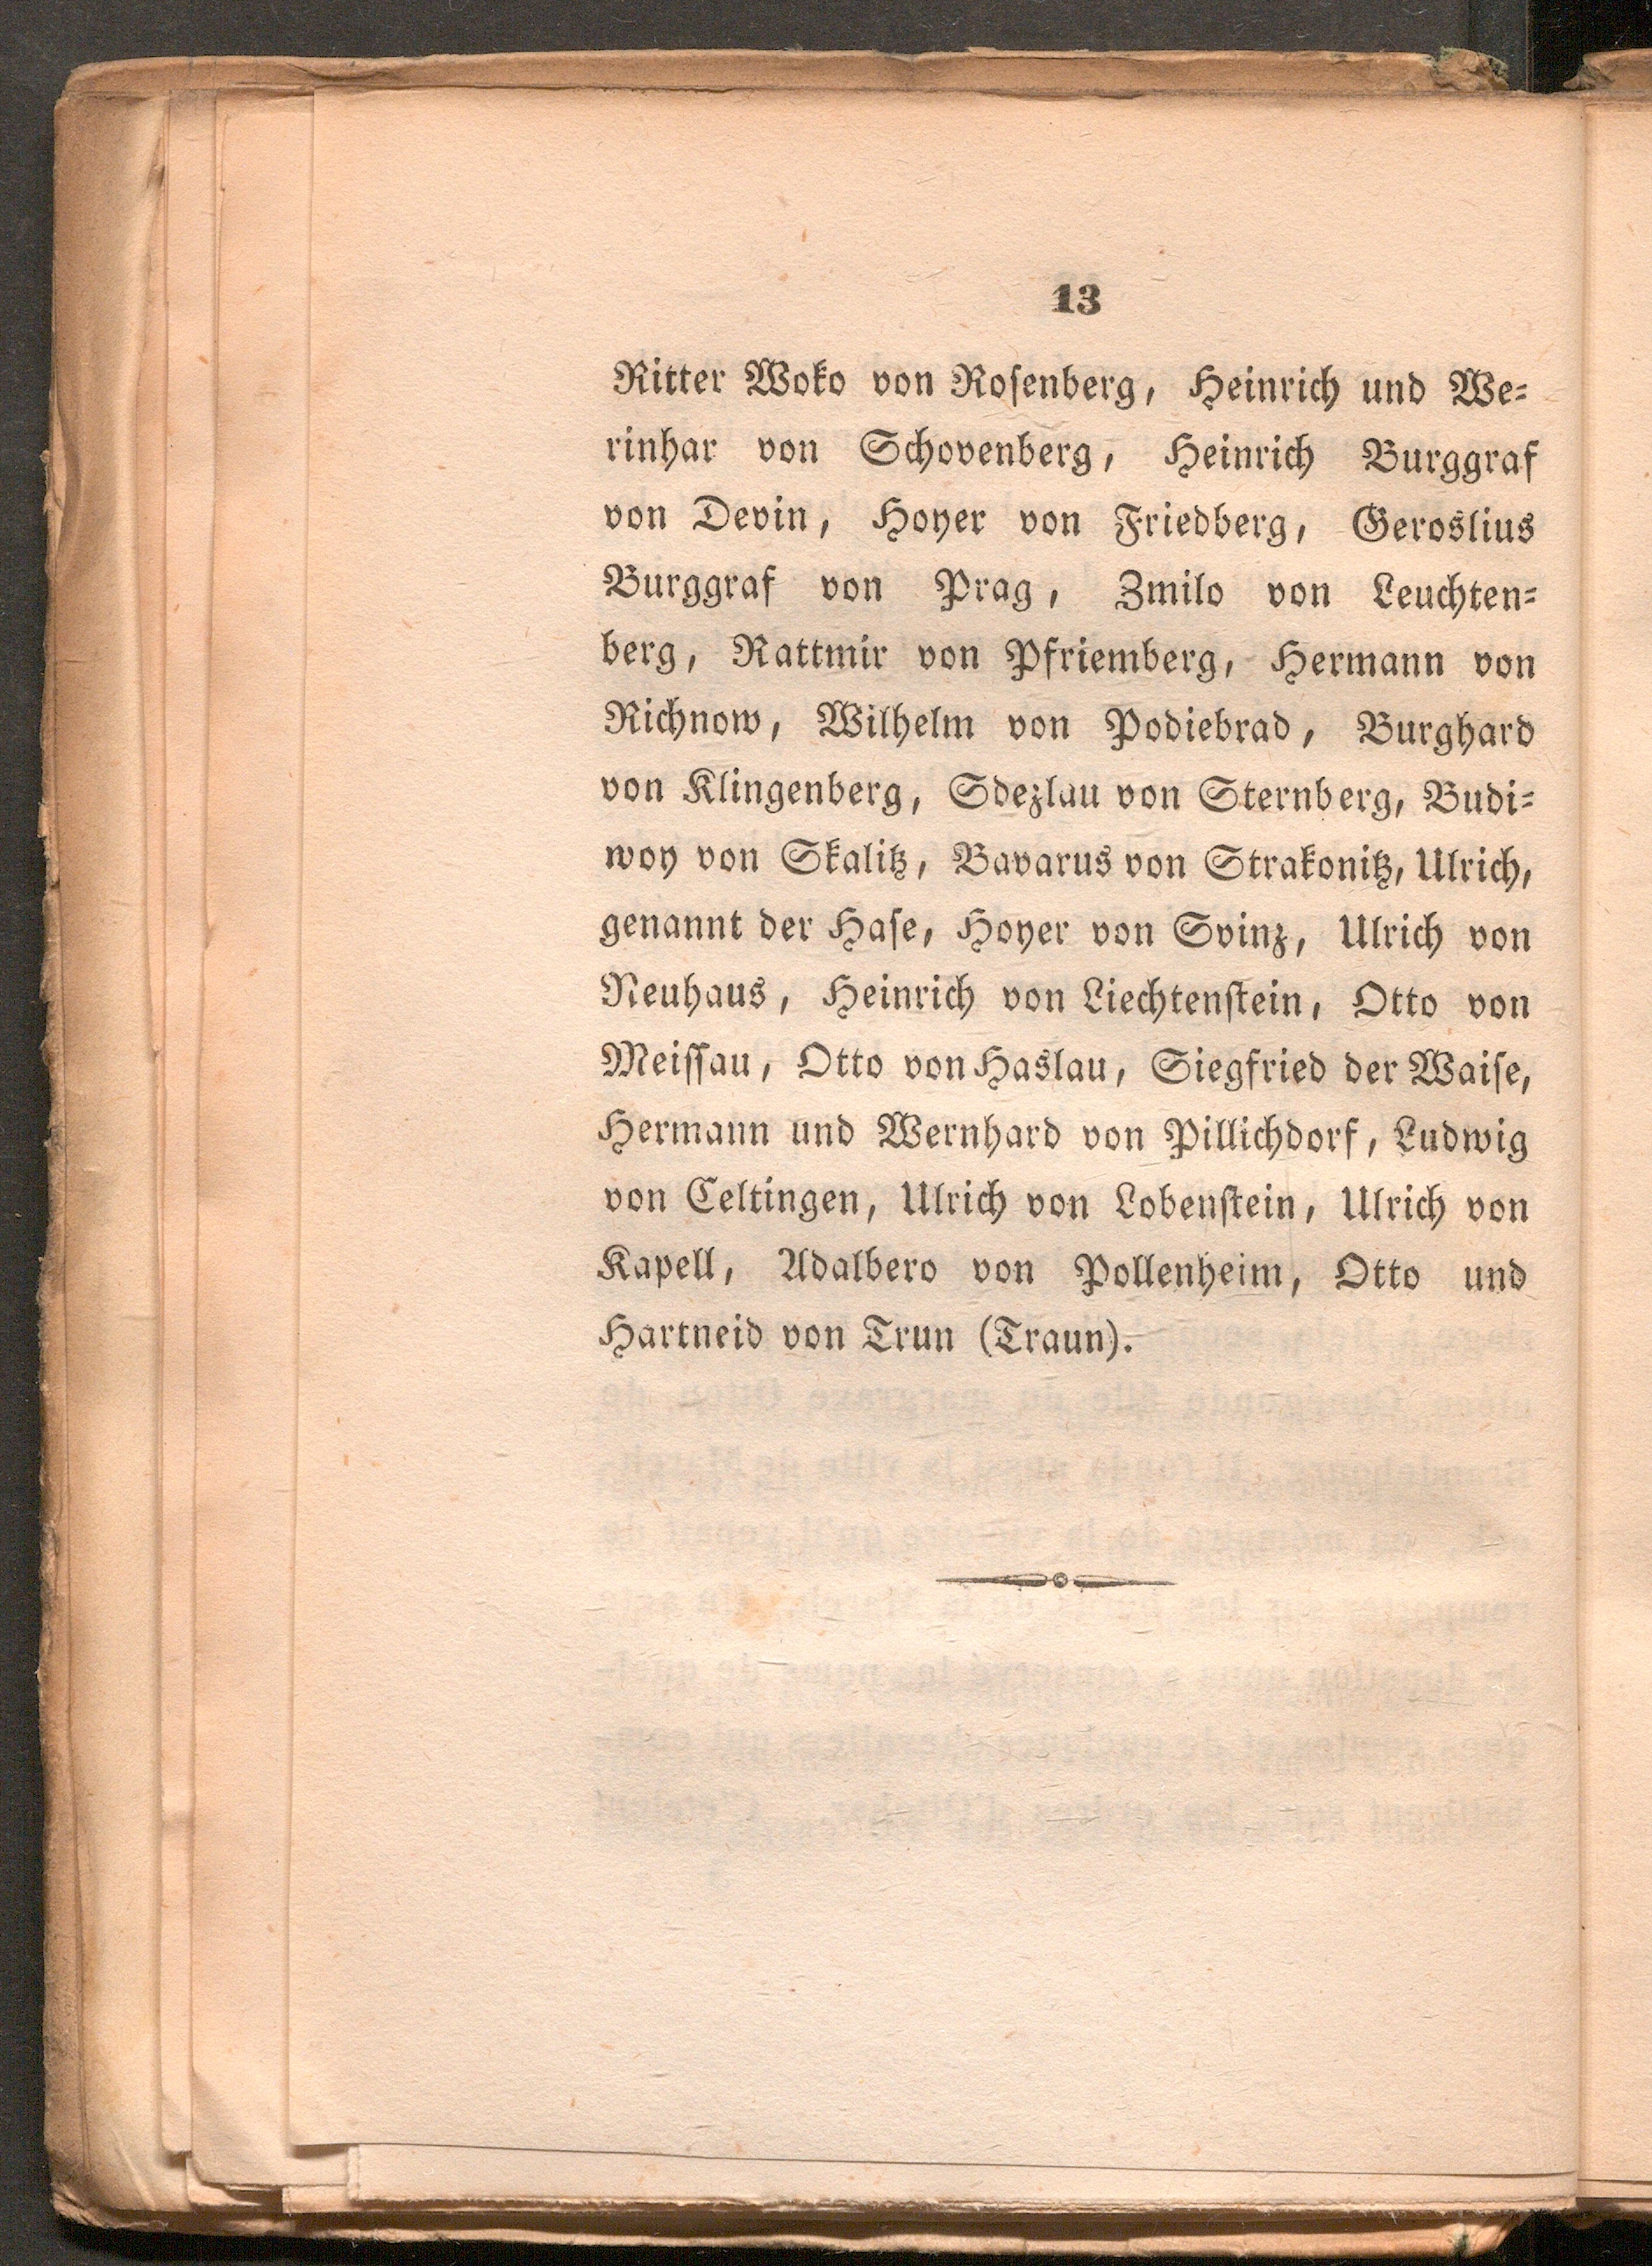 13
Ritter Woko von Rosenberg, Heinrich und We-
rinhar von Schovenberg, Heinrich Burggraf
von Devin, Hoyer von Friedberg, Geroslius
Burggraf von Prag, Zmilo von Leuchten-
berg, Rattmir von Pfriemberg, Hermann von
Richnow, Wilhelm von Podiebrad, Burghard
von Klingenberg, Sdezlau von Sternberg, Budi-
woy von Skalitz, Bavarus von Strakonitz, Ulrich,
genannt der Hase, Hoyer von Svinz, Ulrich von
Neuhaus, Heinrich von Liechtenstein, Otto von
Meissau, Otto von Haslau, Siegfried der Waise,
Hermann und Wernhard von Pillichdorf, Ludwig
von Celtingen, Ulrich von Lobenstein, Ulrich von
Kapell, Adalbero von Pollenheim, Otto und
Hartneid von Trun (Traun).